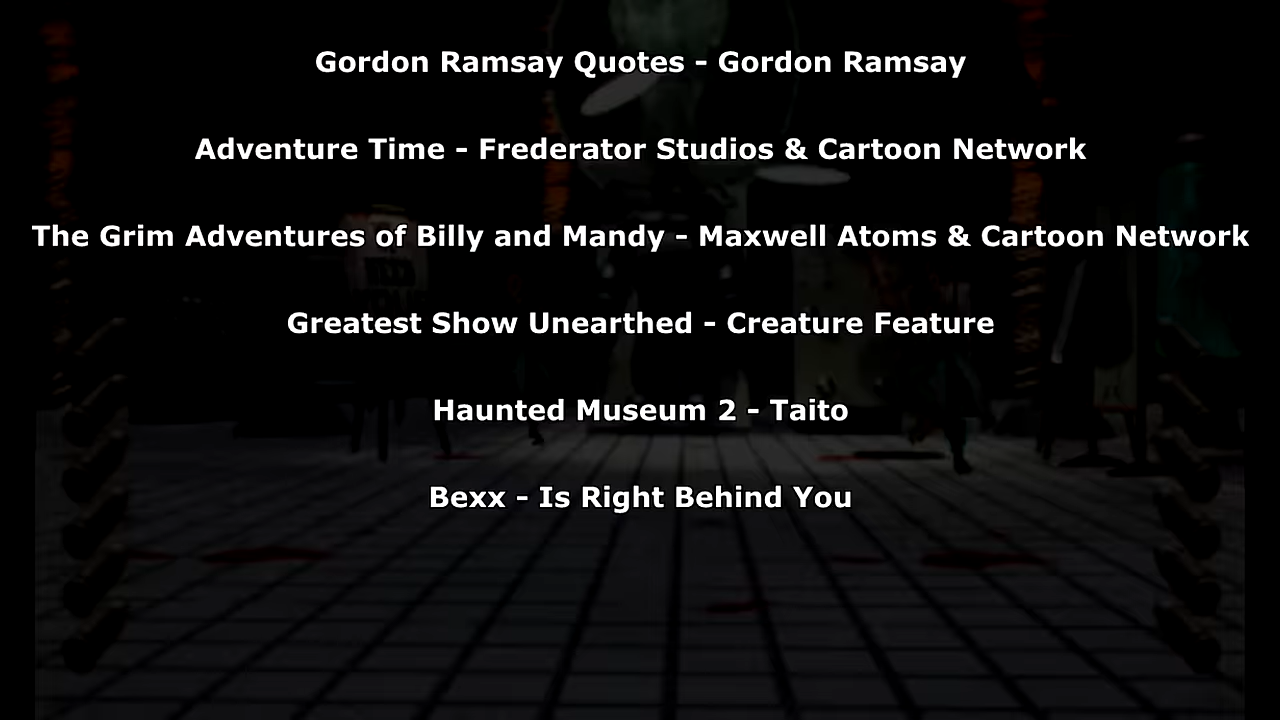 Gordon Ramsay Quotes - Gordon Ramsay
Adventure Time - Frederator Studios & Cartoon Network
The Grim Adventures of Billy and Mandy - Maxwell Atoms & Cartoon Network
Greatest Show Unearthed - Creature Feature
Haunted Museum 2 - Taito
Bexx - Is Right Behind You